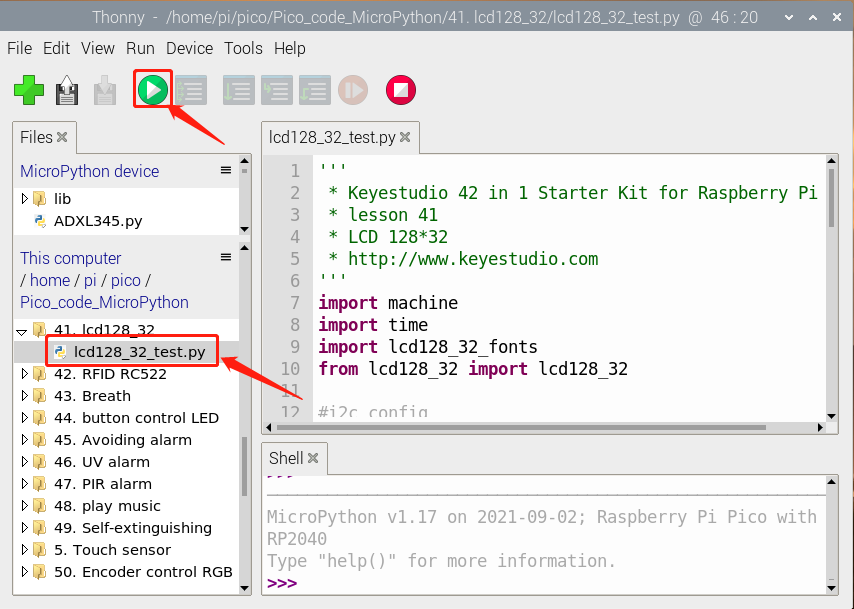 Thonny - /home/pi/pico/Pico_code_MicroPython/41. lcd128_32/lcd128_32_test.py @ 46 : 20
File Edit View Run Device Tools Help
Files
MicroPython device
lib
ADXL345.py
This computer
/ home / pi / pico /
Pico_code_MicroPython
41. lcd128_32
lcd128_32_test.py
42. RFID RC522
43. Breath
44. button control LED
45. Avoiding alarm
46. UV alarm
47. PIR alarm
48. play music
49. Self-extinguishing
5. Touch sensor
50. Encoder control RGB
lcd128_32_test.py
1 '''
2 * Keyestudio 42 in 1 Starter Kit for Raspberry Pi
3 * lesson 41
4 * LCD 128*32
5 * http://www.keyestudio.com
6 '''
7 import machine
8 import time
9 import lcd128_32_fonts
10 from lcd128_32 import lcd128_32
11
12 #i2c config
Shell
>>>
MicroPython v1.17 on 2021-09-02; Raspberry Pi Pico with
RP2040
Type "help()" for more information.
>>>